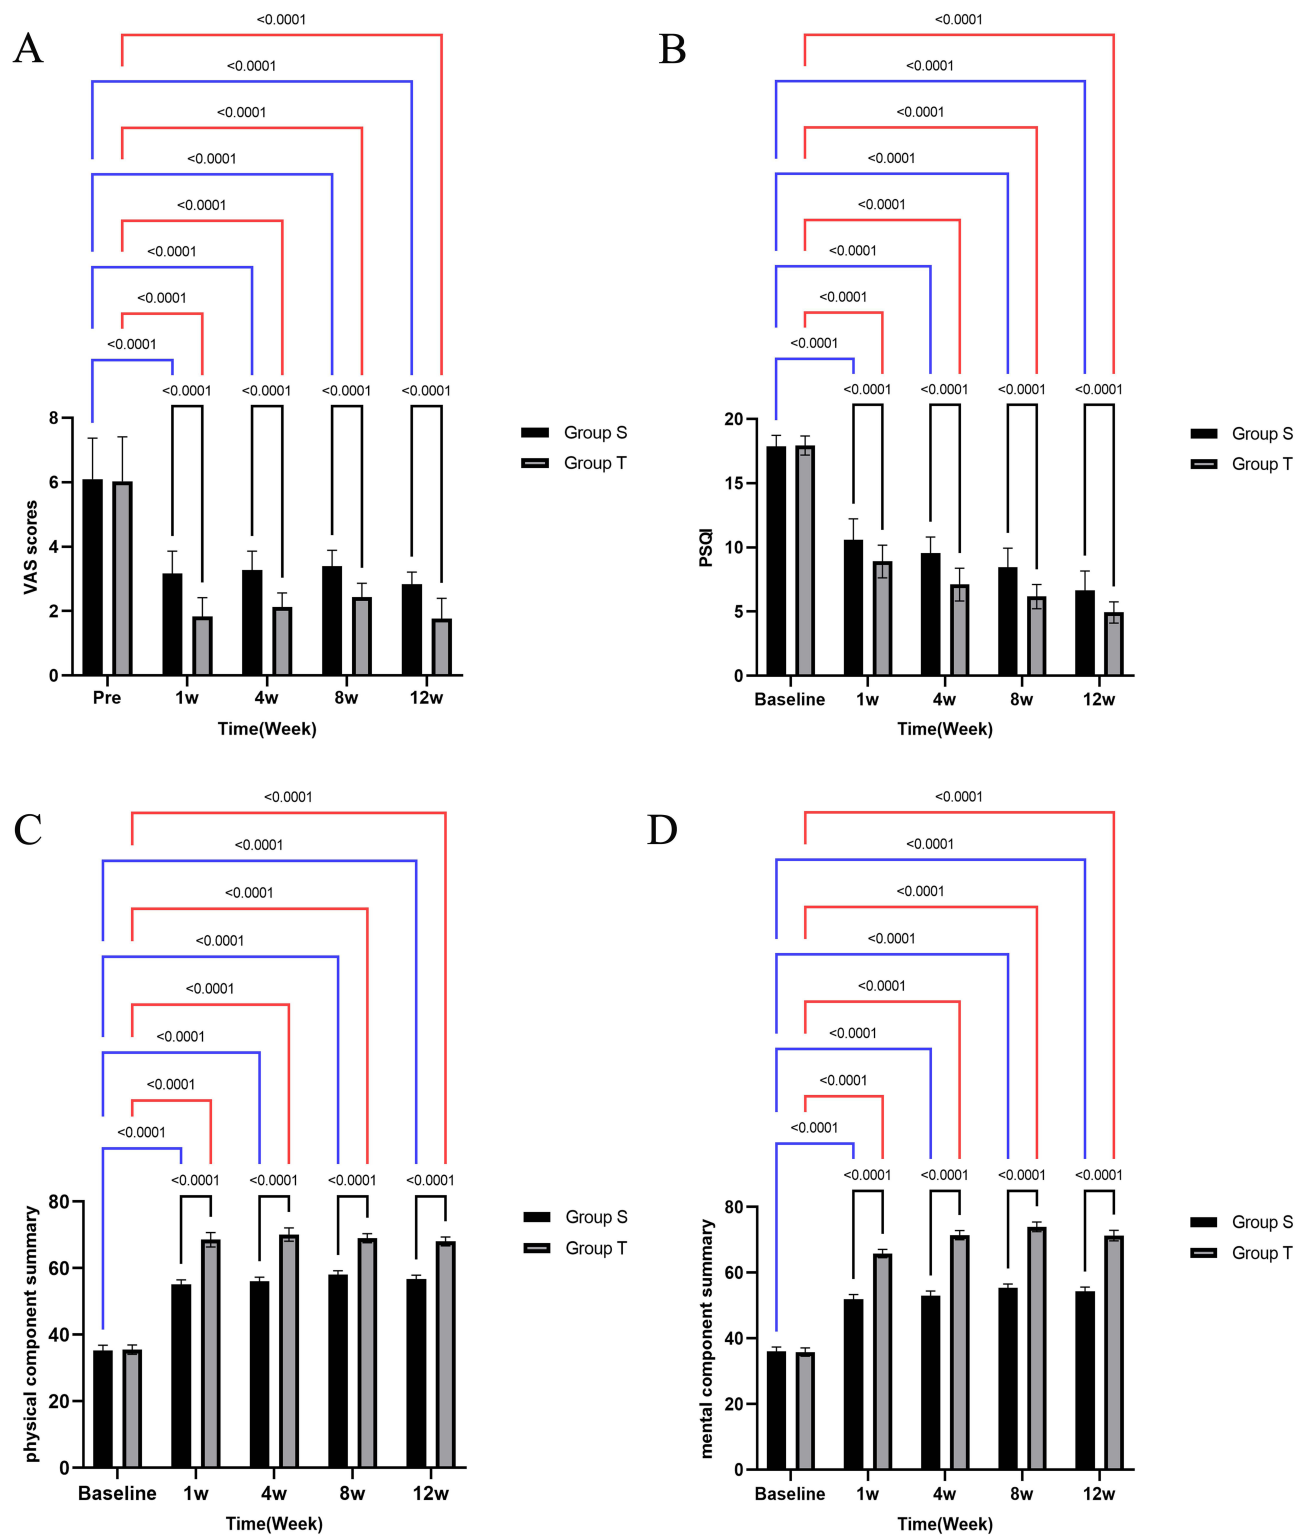 A
<0.0001
<0.0001
<0.0001
<0.0001
<0.0001
<0.0001
<0.0001
<0.0001
<0.0001 <0.0001 <0.0001 <0.0001
8
6
4
2
0
VAS scores
Pre 1w 4w 8w 12w
Time(Week)
Group S
Group T
B
<0.0001
<0.0001
<0.0001
<0.0001
<0.0001
<0.0001
<0.0001
<0.0001
<0.0001 <0.0001 <0.0001 <0.0001
20
15
10
5
0
PSQI
Baseline 1w 4w 8w 12w
Time(Week)
Group S
Group T
C
<0.0001
<0.0001
<0.0001
<0.0001
<0.0001
<0.0001
<0.0001
<0.0001
<0.0001 <0.0001 <0.0001 <0.0001
80
60
40
20
0
physical component summary
Baseline 1w 4w 8w 12w
Time(Week)
Group S
Group T
D
<0.0001
<0.0001
<0.0001
<0.0001
<0.0001
<0.0001
<0.0001
<0.0001
<0.0001 <0.0001 <0.0001 <0.0001
80
60
40
20
0
mental component summary
Baseline 1w 4w 8w 12w
Time(Week)
Group S
Group T